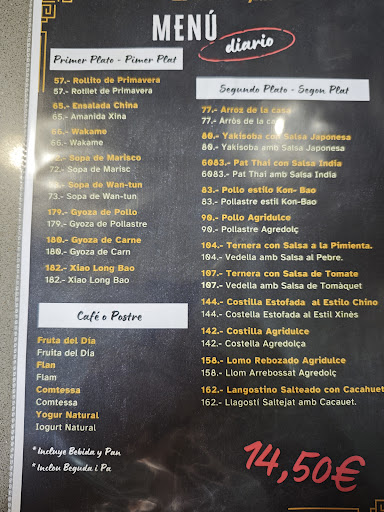 MENÚ
diario
Primer Plato - Pimer Plat
57.- Rollito de Primavera
57.- Rotllet de Primavera
65.- Ensalada China
65.- Amanida Xina
66.- Wakame
66.- Wakame
72.- Sopa de Marisco
72.- Sopa de Marisc
73.- Sopa de Wan-tun
73.- Sopa de Wan-tun
179.- Gyoza de Pollo
179.- Gyoza de Pollastre
180.- Gyoza de Carne
180.- Gyoza de Carn
182.- Xiao Long Bao
182.- Xiao Long Bao
Café o Postre
Fruta del Día
Fruita del Dia
Flan
Flam
Comtessa
Comtessa
Yogur Natural
Iogurt Natural
* Incluye Bebida y Pan
* Inclou Beguda i Pa
Segundo Plato - Segon Plat
77.- Arroz de la casa
77.- Arròs de la casa
80.- Yakisoba con Salsa Japonesa
80.- Yakisoba amb Salsa Japonesa
6083.- Pat Thai con Salsa India
6083.- Pat Thai amb Salsa India
83.- Pollo estilo Kon-Bao
83.- Pollastre estil Kon-Bao
90.- Pollo Agridulce
90.- Pollastre Agredolç
104.- Ternera con Salsa a la Pimienta.
104.- Vedella amb Salsa al Pebre.
107.- Ternera con Salsa de Tomate
107.- Vedella amb Salsa de Tomàquet
144.- Costilla Estofada al Estilo Chino
144.- Costella Estofada al Estil Xinès
142.- Costilla Agridulce
142.- Costella Agredolça
158.- Lomo Rebozado Agridulce
158.- Llom Arrebossat Agredolç
162.- Langostino Salteado con Cacahuet
162.- Llagostí Saltejat amb Cacauet.
14,50€